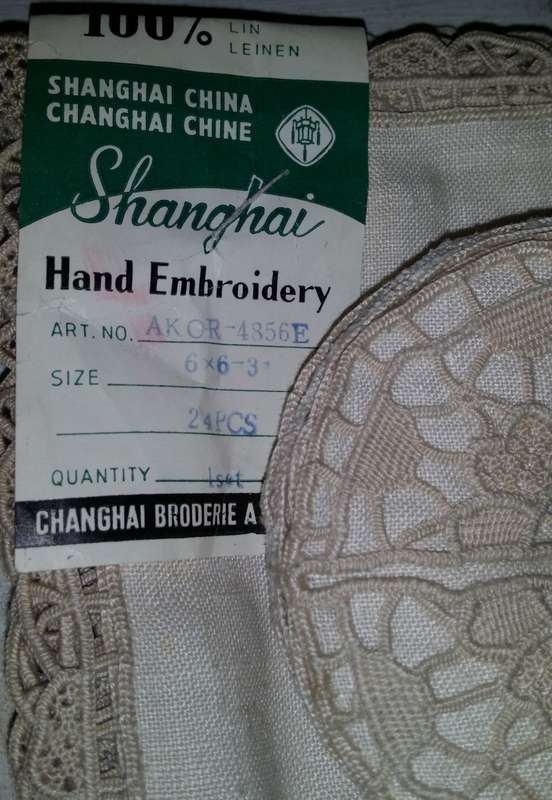 100% LIN
LEINEN
SHANGHAI CHINA
CHANGHAI CHINE
Shanghai
Hand Embroidery
ART. NO. AKOR-4856E
SIZE 6×6-3"
24PCS
QUANTITY 1set
CHANGHAI BRODERIE A